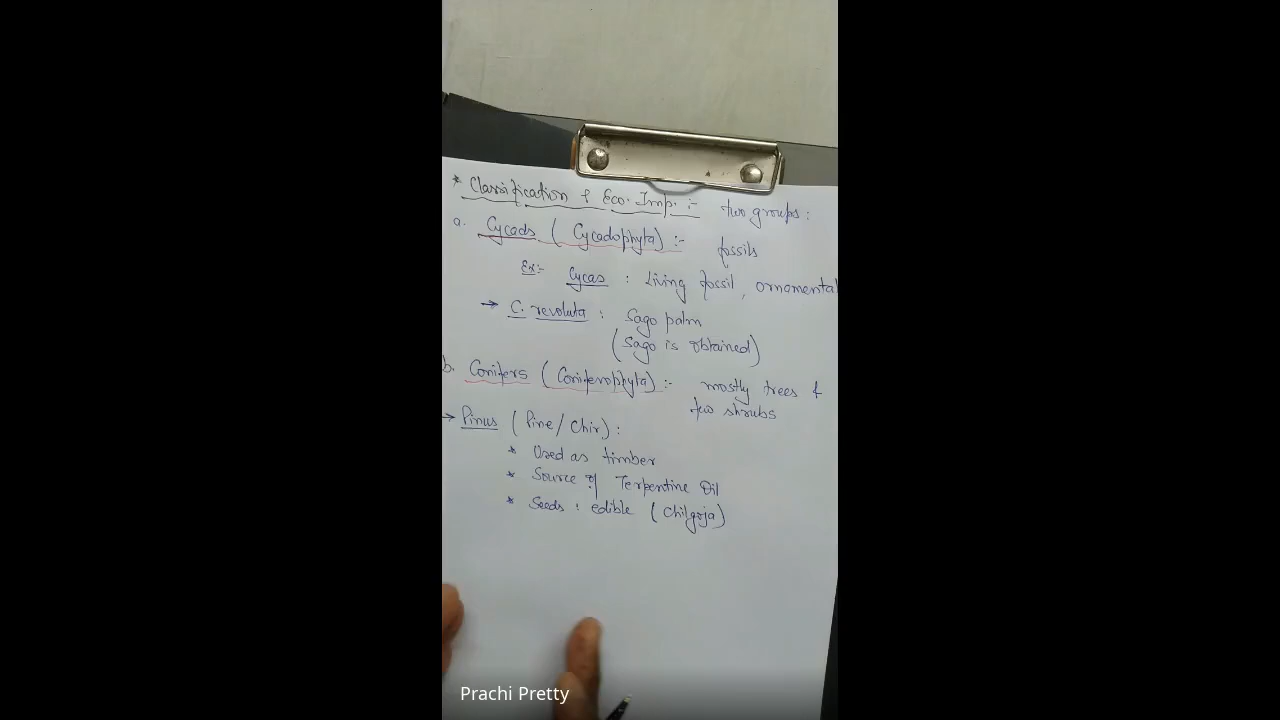 * Classification & Eco. Imp. :- two groups :
a. Cycads ( Cycadophyta) :- fossils
Ex:- Cycas : Living fossil, ornamental
→ C. revoluta : Sago palm
(Sago is obtained)
b. Conifers ( Coniferophyta) :- mostly trees &
few shrubs
→ Pinus ( Pine / Chir) :
* Used as timber
* Source of Terpentine Oil
* Seeds : edible ( Chilgoja)
Prachi Pretty